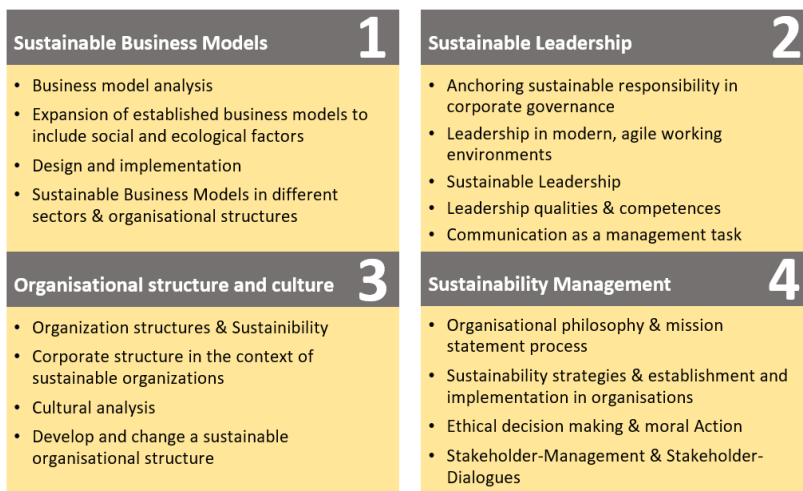 Sustainable Business Models 1
• Business model analysis
• Expansion of established business models to
include social and ecological factors
• Design and implementation
• Sustainable Business Models in different
sectors & organisational structures
Sustainable Leadership 2
• Anchoring sustainable responsibility in
corporate governance
• Leadership in modern, agile working
environments
• Sustainable Leadership
• Leadership qualities & competences
• Communication as a management task
Organisational structure and culture 3
• Organization structures & Sustainibility
• Corporate structure in the context of
sustainable organizations
• Cultural analysis
• Develop and change a sustainable
organisational structure
Sustainability Management 4
• Organisational philosophy & mission
statement process
• Sustainability strategies & establishment and
implementation in organisations
• Ethical decision making & moral Action
• Stakeholder-Management & Stakeholder-
Dialogues